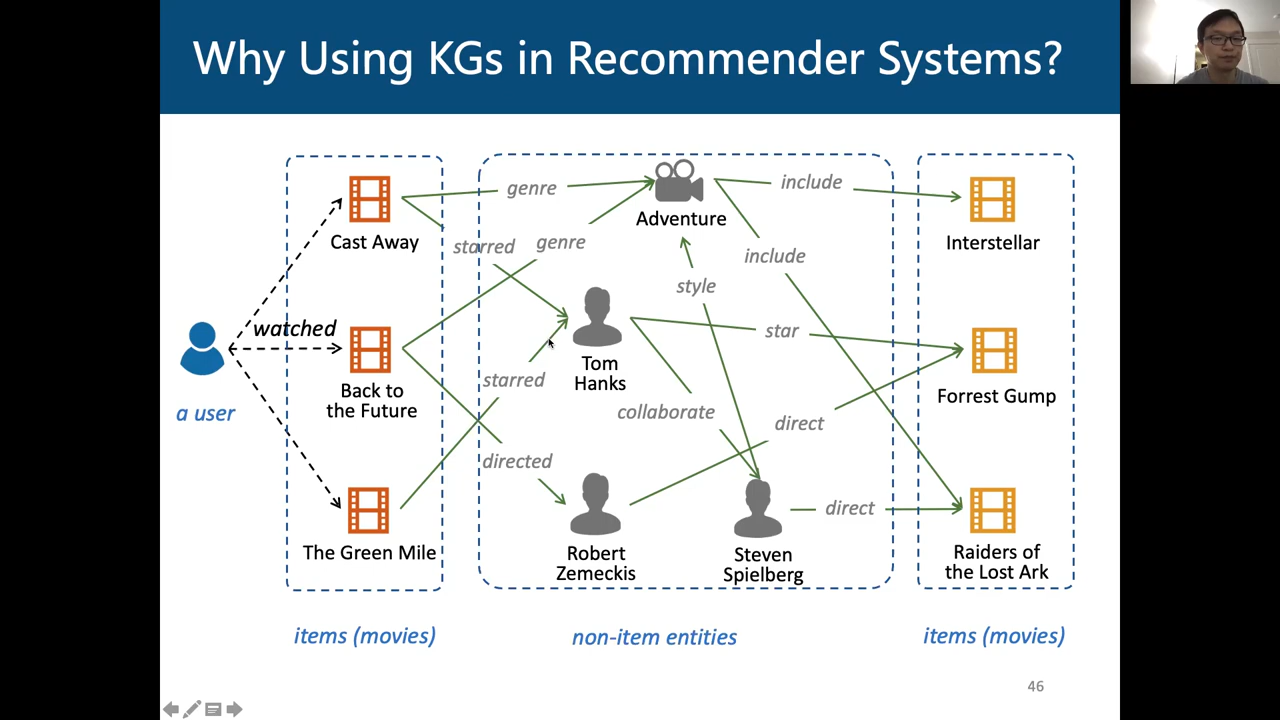 Why Using KGs in Recommender Systems?
genre
include
Adventure
Cast Away
starred
genre
include
Interstellar
style
watched
star
Tom
Hanks
Back to
the Future
starred
collaborate
Forrest Gump
direct
a user
directed
direct
The Green Mile
Robert
Zemeckis
Steven
Spielberg
Raiders of
the Lost Ark
items (movies)
non-item entities
items (movies)
46